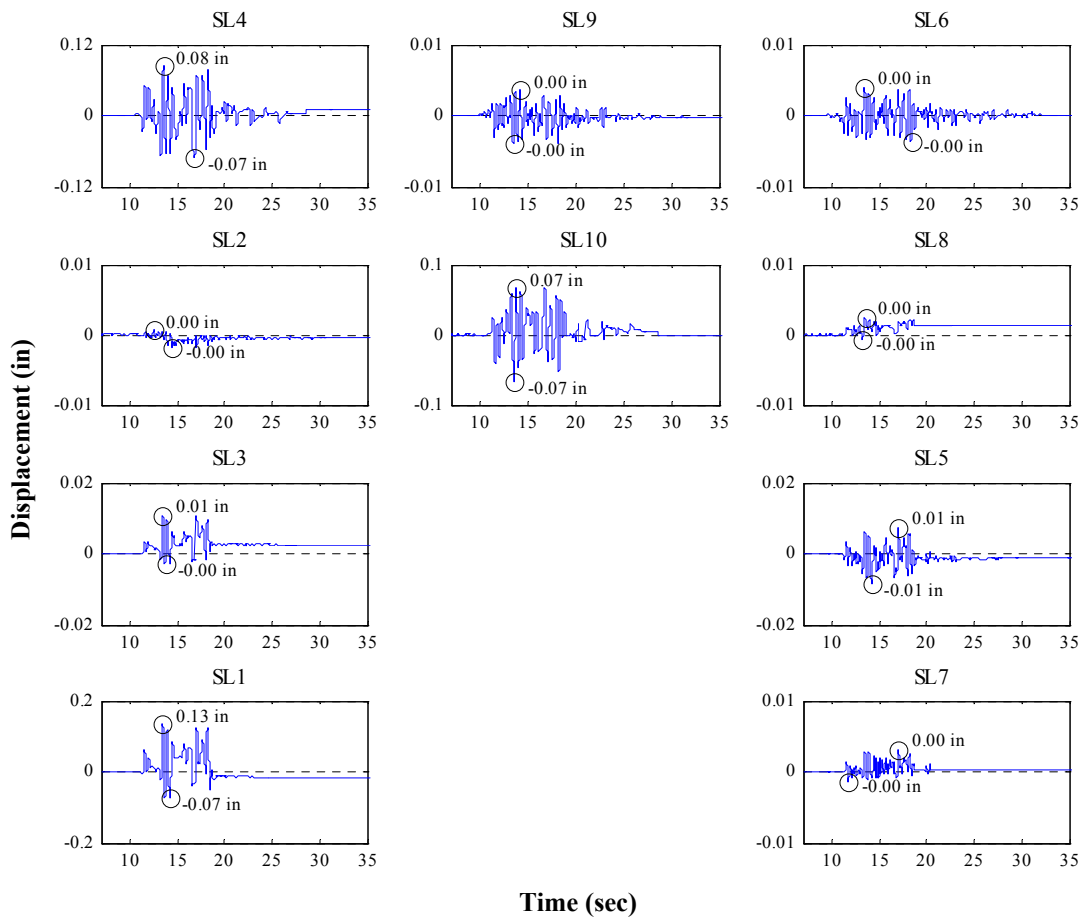 SL4
0.12
0
-0.12
0.08 in
-0.07 in
10 15 20 25 30 35
SL9
0.01
0
-0.01
0.00 in
-0.00 in
10 15 20 25 30 35
SL6
0.01
0
-0.01
0.00 in
-0.00 in
10 15 20 25 30 35
SL2
0.01
0
-0.01
0.00 in
-0.00 in
10 15 20 25 30 35
SL10
0.1
0
-0.1
0.07 in
-0.07 in
10 15 20 25 30 35
SL8
0.01
0
-0.01
0.00 in
-0.00 in
10 15 20 25 30 35
SL3
0.02
0
-0.02
0.01 in
-0.00 in
10 15 20 25 30 35
SL5
0.02
0
-0.02
0.01 in
-0.01 in
10 15 20 25 30 35
SL1
0.2
0
-0.2
0.13 in
-0.07 in
10 15 20 25 30 35
SL7
0.01
0
-0.01
0.00 in
-0.00 in
10 15 20 25 30 35
Displacement (in)
Time (sec)